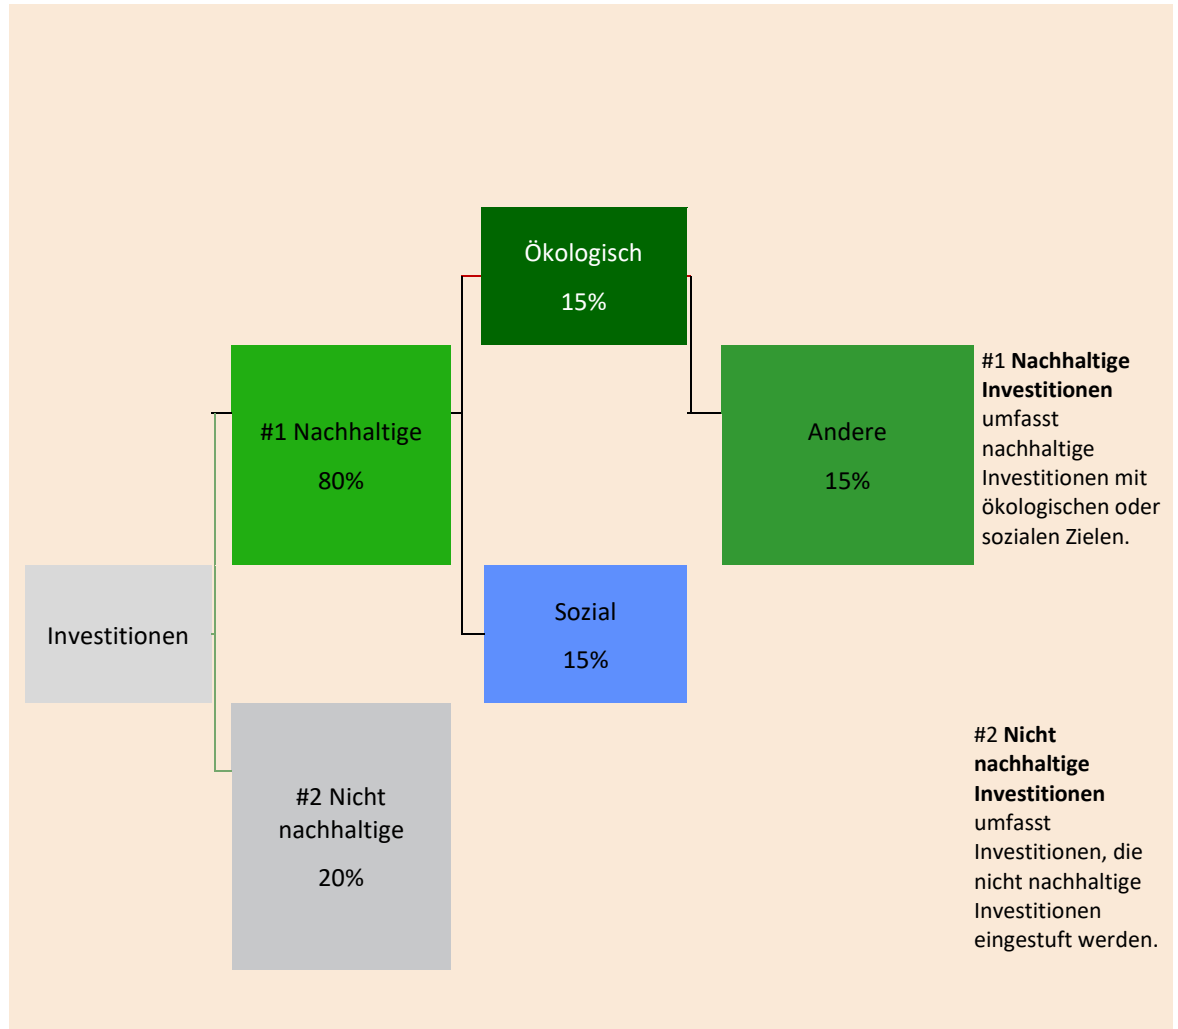 Ökologisch
15%
#1 Nachhaltige
80%
Andere
15%
#1 Nachhaltige
Investitionen
umfasst
nachhaltige
Investitionen mit
ökologischen oder
sozialen Zielen.
Investitionen
Sozial
15%
#2 Nicht
nachhaltige
20%
#2 Nicht
nachhaltige
Investitionen
umfasst
Investitionen, die
nicht nachhaltige
Investitionen
eingestuft werden.